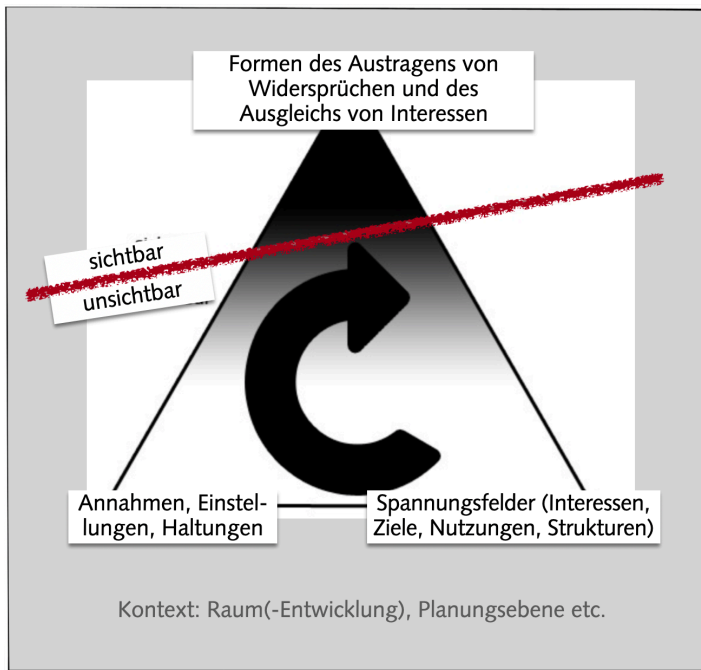 Formen des Austragens von
Widersprüchen und des
Ausgleichs von Interessen
sichtbar
unsichtbar
Annahmen, Einstel-
lungen, Haltungen
Spannungsfelder (Interessen,
Ziele, Nutzungen, Strukturen)
Kontext: Raum(-Entwicklung), Planungsebene etc.